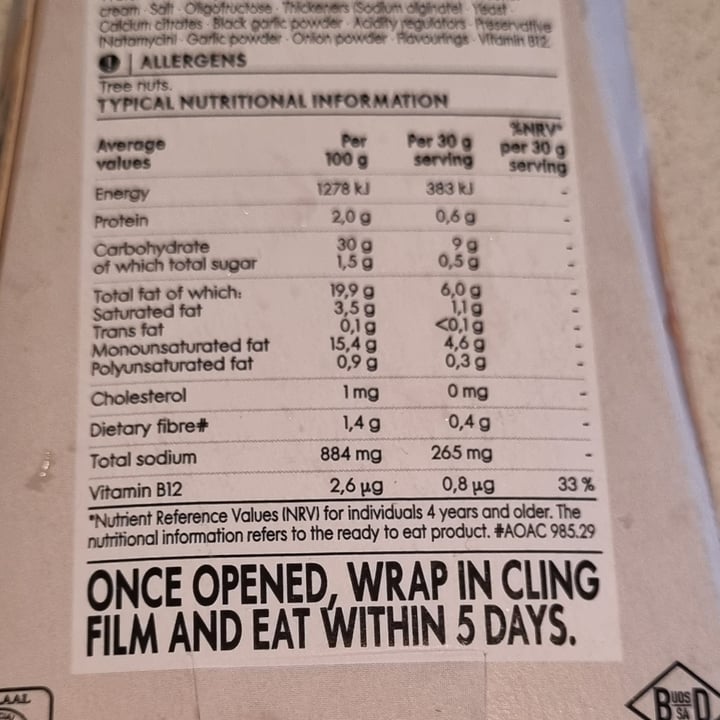 cream · Salt · Oligofructose · Thickeners (Sodium alginate) · Yeast ·
Calcium citrates · Black garlic powder · Acidity regulators · Preservative
(Natamycin) · Garlic powder · Onion powder · Flavourings · Vitamin B12.
! | ALLERGENS
Tree nuts.
TYPICAL NUTRITIONAL INFORMATION
Average values Per 100 g Per 30 g serving %NRV* per 30 g serving
Energy 1278 kJ 383 kJ -
Protein 2,0 g 0,6 g -
Carbohydrate 30 g 9 g -
of which total sugar 1,5 g 0,5 g -
Total fat of which: 19,9 g 6,0 g -
Saturated fat 3,5 g 1,1 g -
Trans fat 0,1 g <0,1 g -
Monounsaturated fat 15,4 g 4,6 g -
Polyunsaturated fat 0,9 g 0,3 g -
Cholesterol 1 mg 0 mg -
Dietary fibre# 1,4 g 0,4 g -
Total sodium 884 mg 265 mg -
Vitamin B12 2,6 µg 0,8 µg 33 %
*Nutrient Reference Values (NRV) for individuals 4 years and older. The
nutritional information refers to the ready to eat product. #AOAC 985.29
ONCE OPENED, WRAP IN CLING
FILM AND EAT WITHIN 5 DAYS.